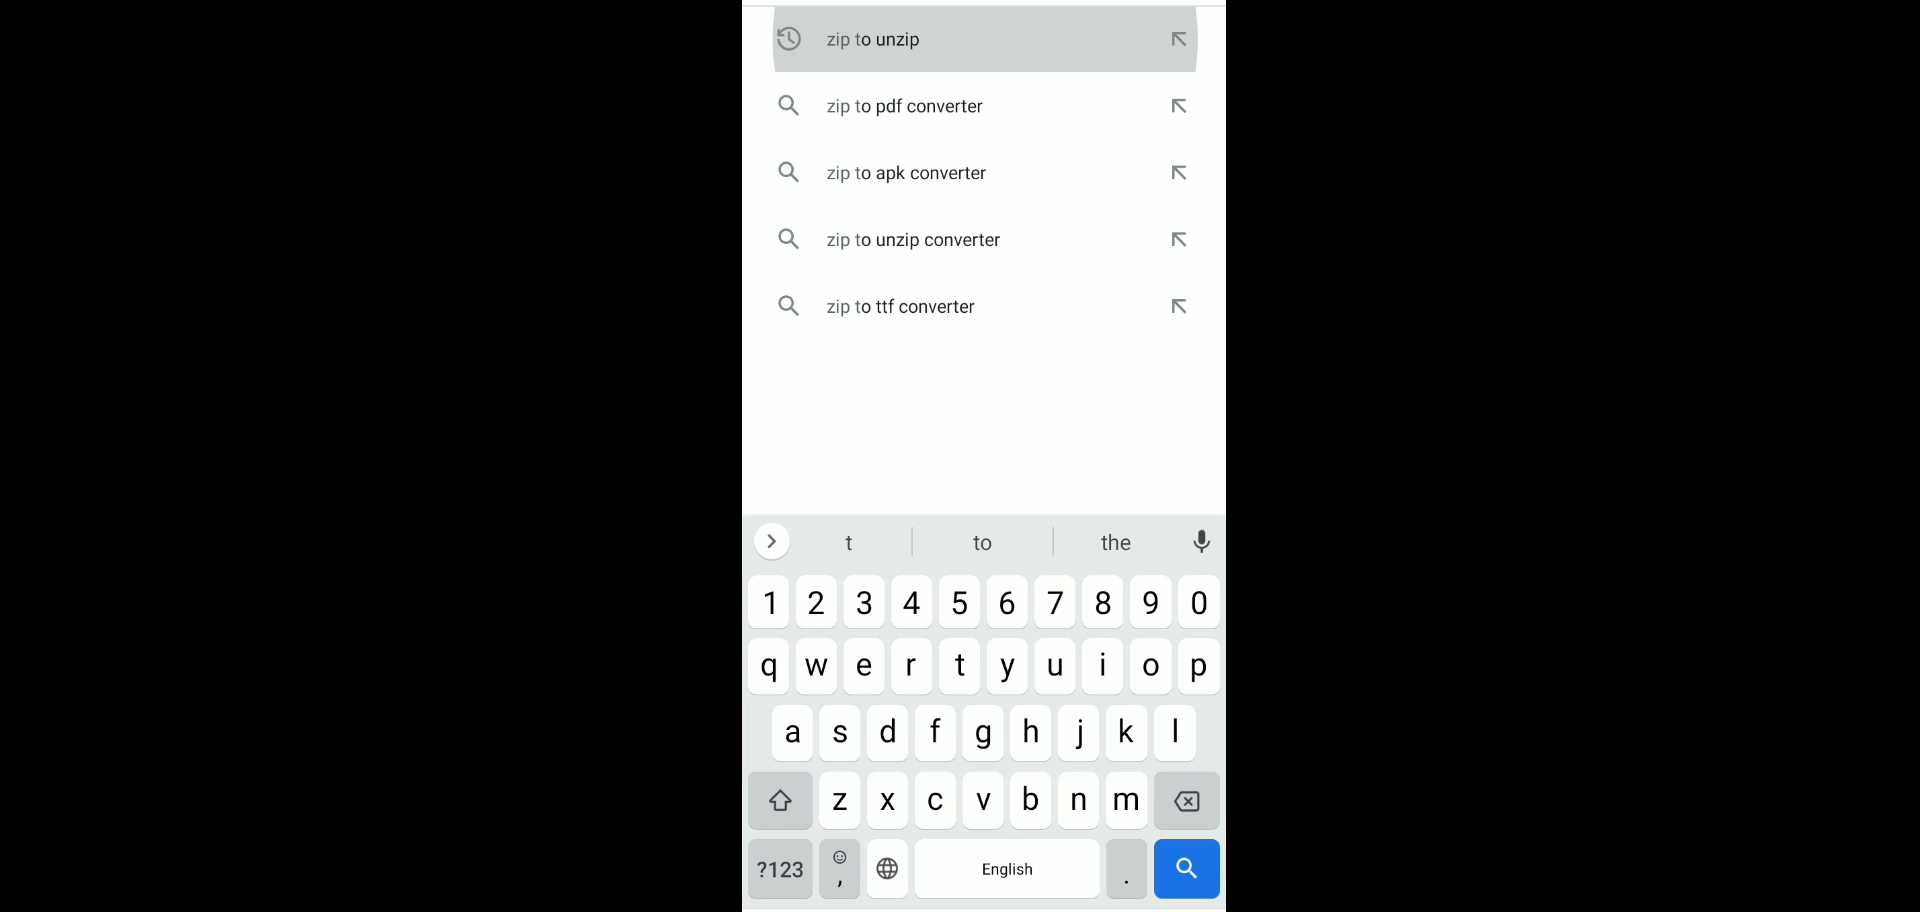 zip to unzip
zip to pdf converter
zip to apk converter
zip to unzip converter
zip to ttf converter
t to the
1 2 3 4 5 6 7 8 9 0
q w e r t y u i o p
a s d f g h j k l
z x c v b n m
?123 , English .